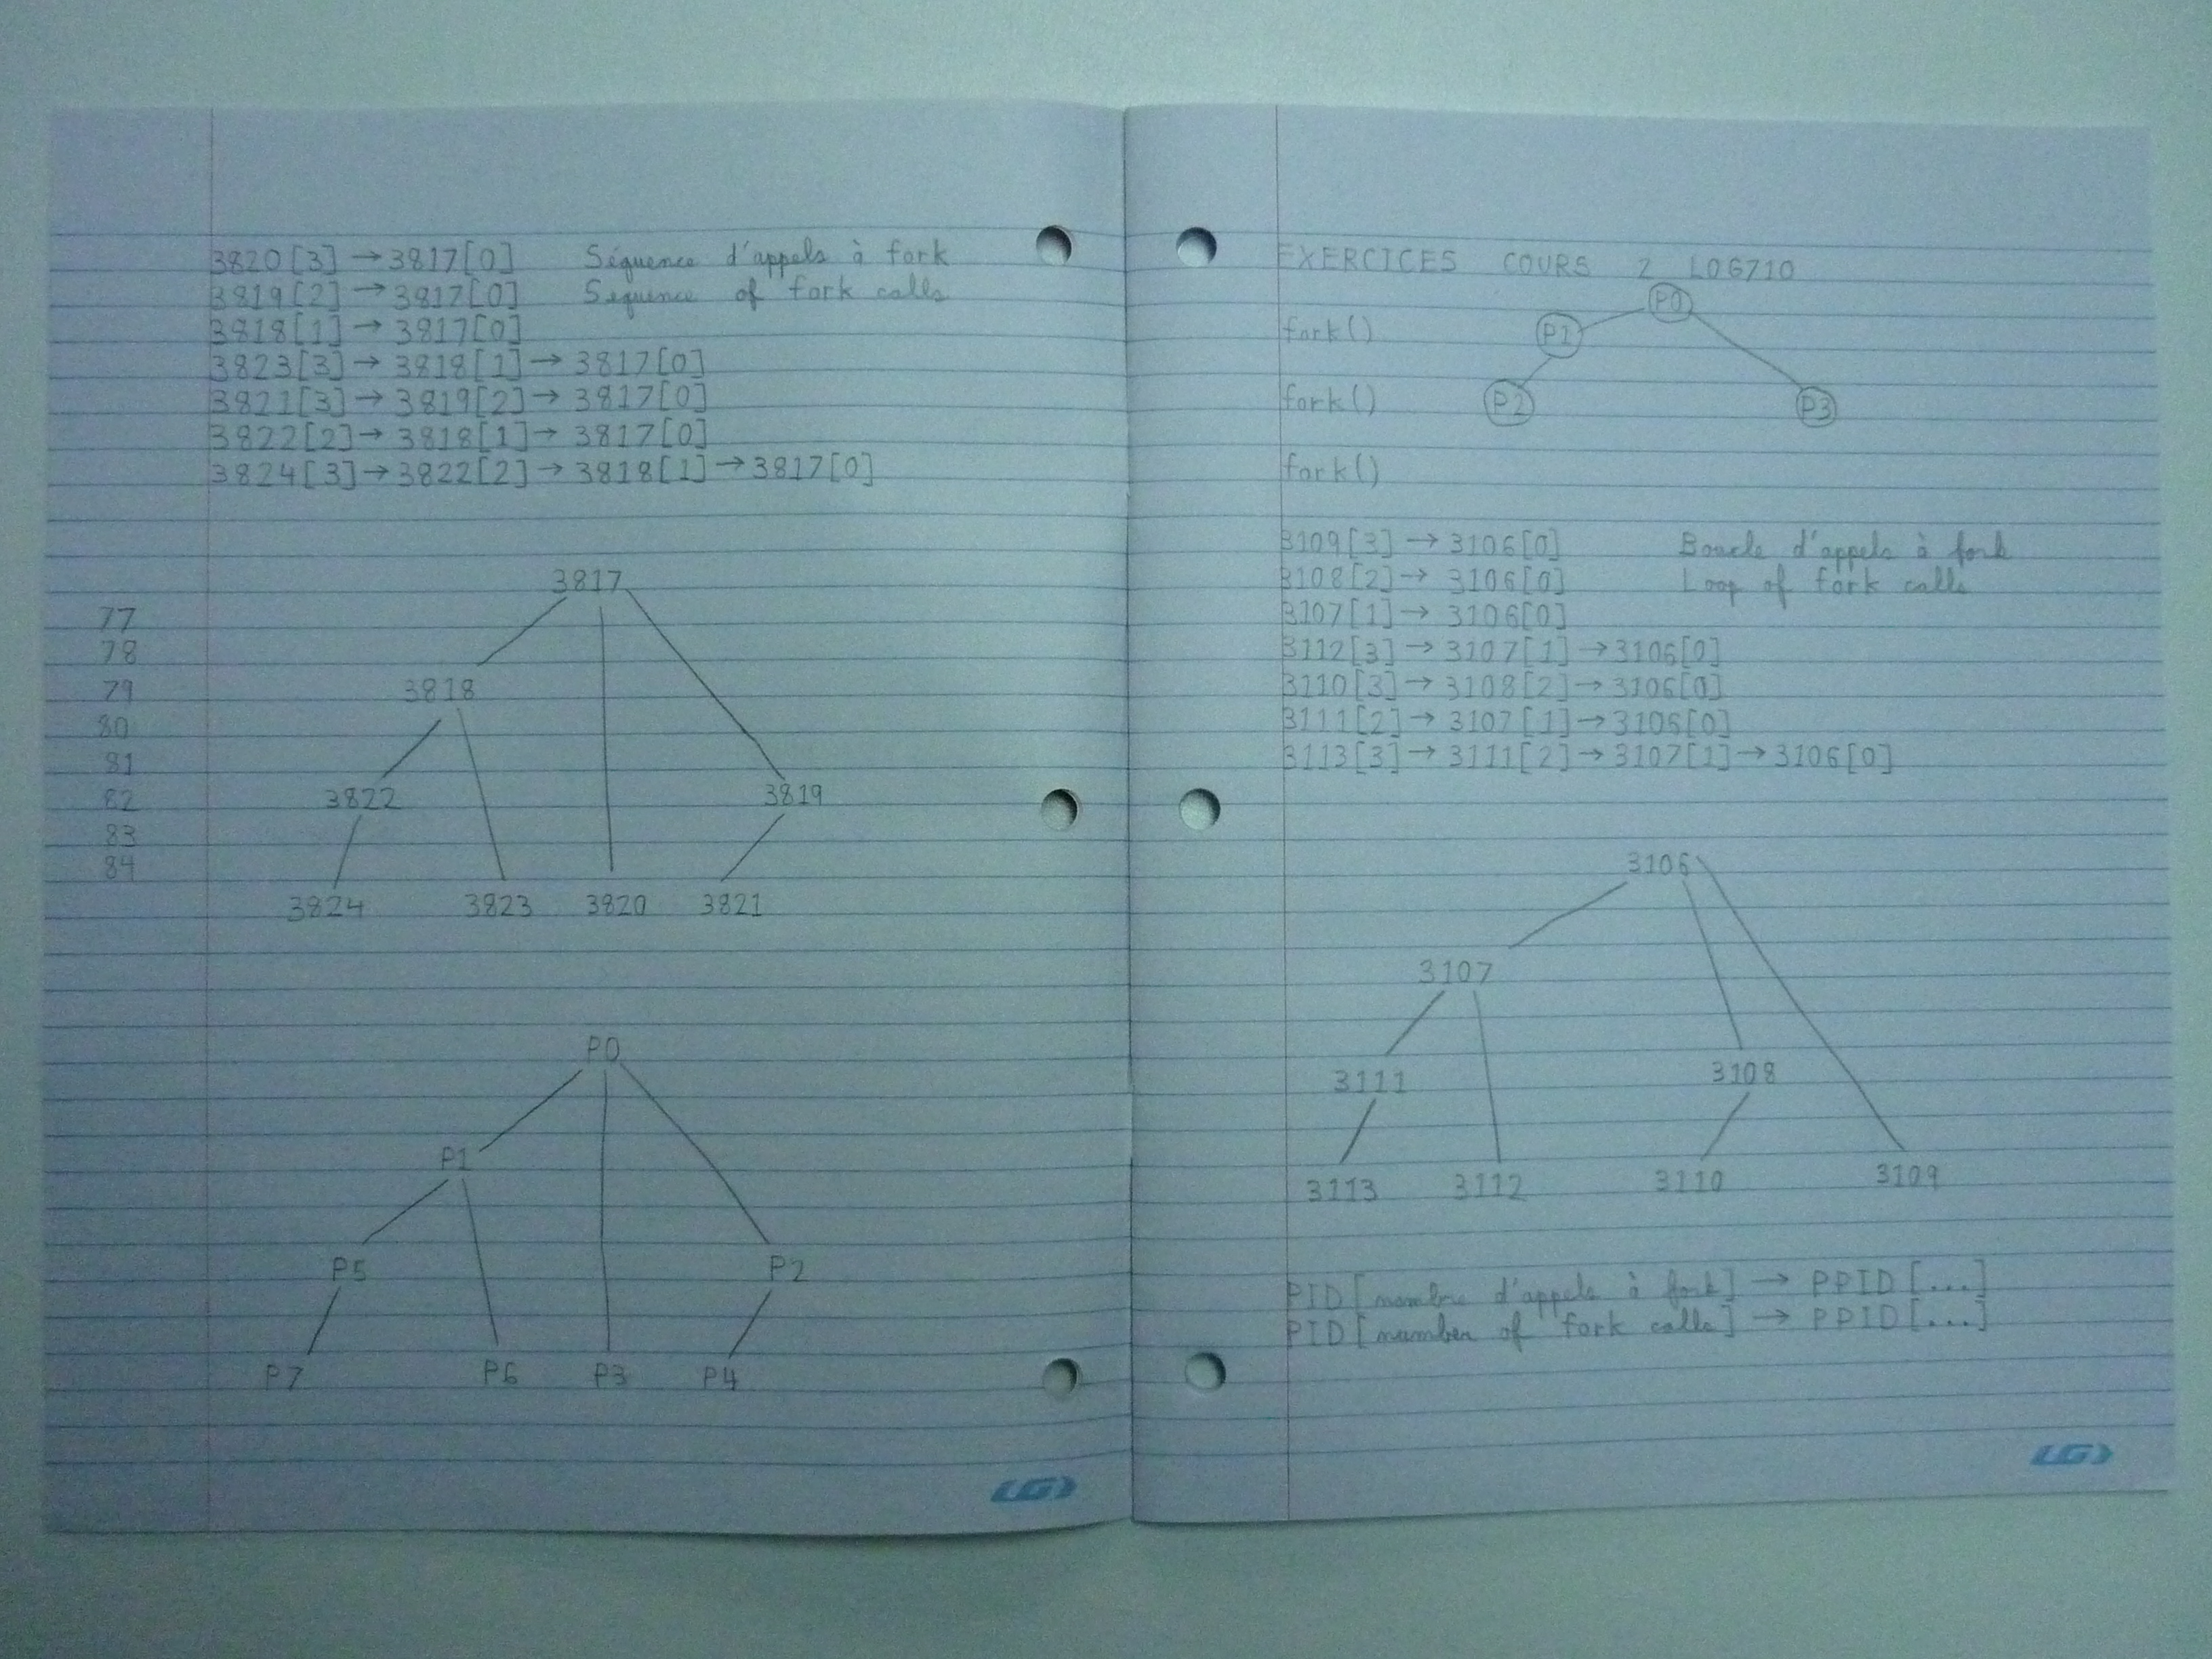 3820[3] → 3817[0] Séquence d'appels à fork
3819[2] → 3817[0] Sequence of fork calls
3818[1] → 3817[0]
3823[3] → 3818[1] → 3817[0]
3821[3] → 3819[2] → 3817[0]
3822[2] → 3818[1] → 3817[0]
3824[3] → 3822[2] → 3818[1] → 3817[0]
3817
77
78
79
80
81
82
83
84
3818
3822 3819
3824 3823 3820 3821
P0
P1
P5 P2
P7 P6 P3 P4
LG
EXERCICES COURS 2 LOG710
P0
fork() P1
fork() P2 P3
fork()
3109[3] → 3106[0] Boucle d'appels à fork
3108[2] → 3106[0] Loop of fork calls
3107[1] → 3106[0]
3112[3] → 3107[1] → 3106[0]
3110[3] → 3108[2] → 3106[0]
3111[2] → 3107[1] → 3106[0]
3113[3] → 3111[2] → 3107[1] → 3106[0]
3106
3107
3111 3108
3113 3112 3110 3109
PID[nombre d'appels à fork] → PPID[...]
PID[number of fork calls] → PPID[...]
LG